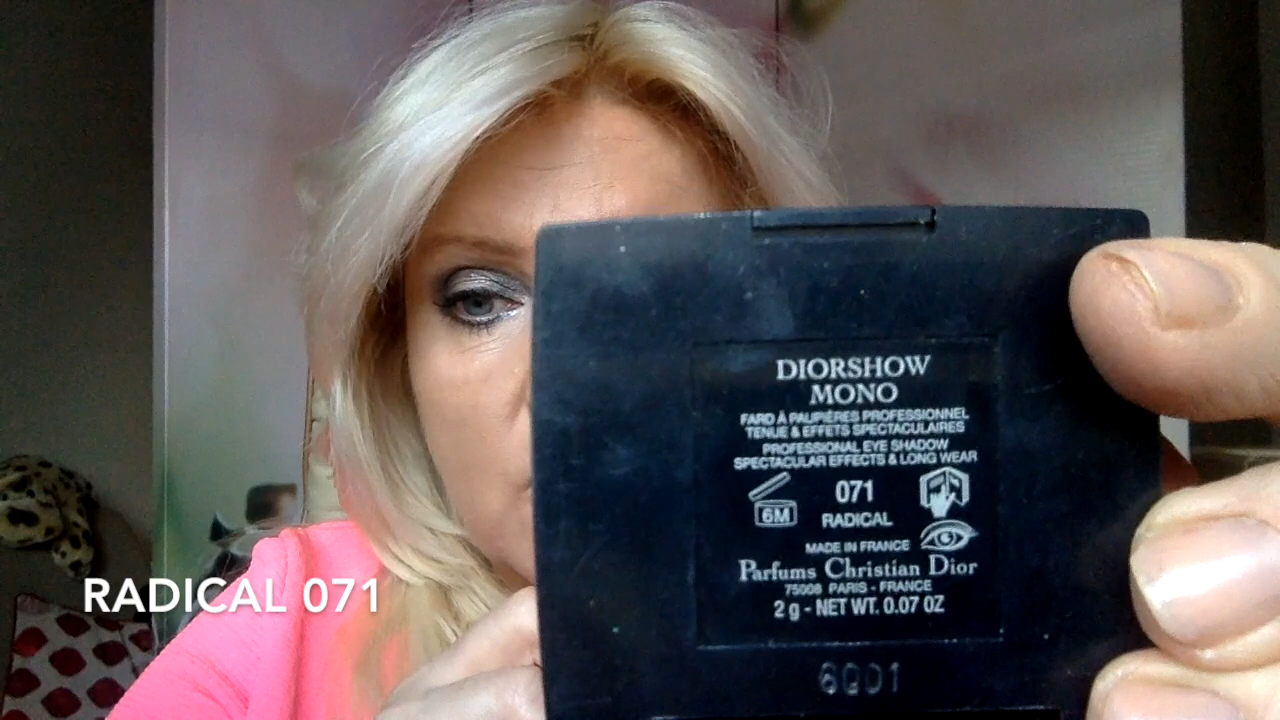 DIORSHOW
MONO
FARD À PAUPIÈRES PROFESSIONNEL
TENUE & EFFETS SPECTACULAIRES
PROFESSIONAL EYE SHADOW
SPECTACULAR EFFECTS & LONG WEAR
6M
071
RADICAL
MADE IN FRANCE
Parfums Christian Dior
75008 PARIS - FRANCE
2 g - NET WT. 0.07 OZ
6Q01
RADICAL 071